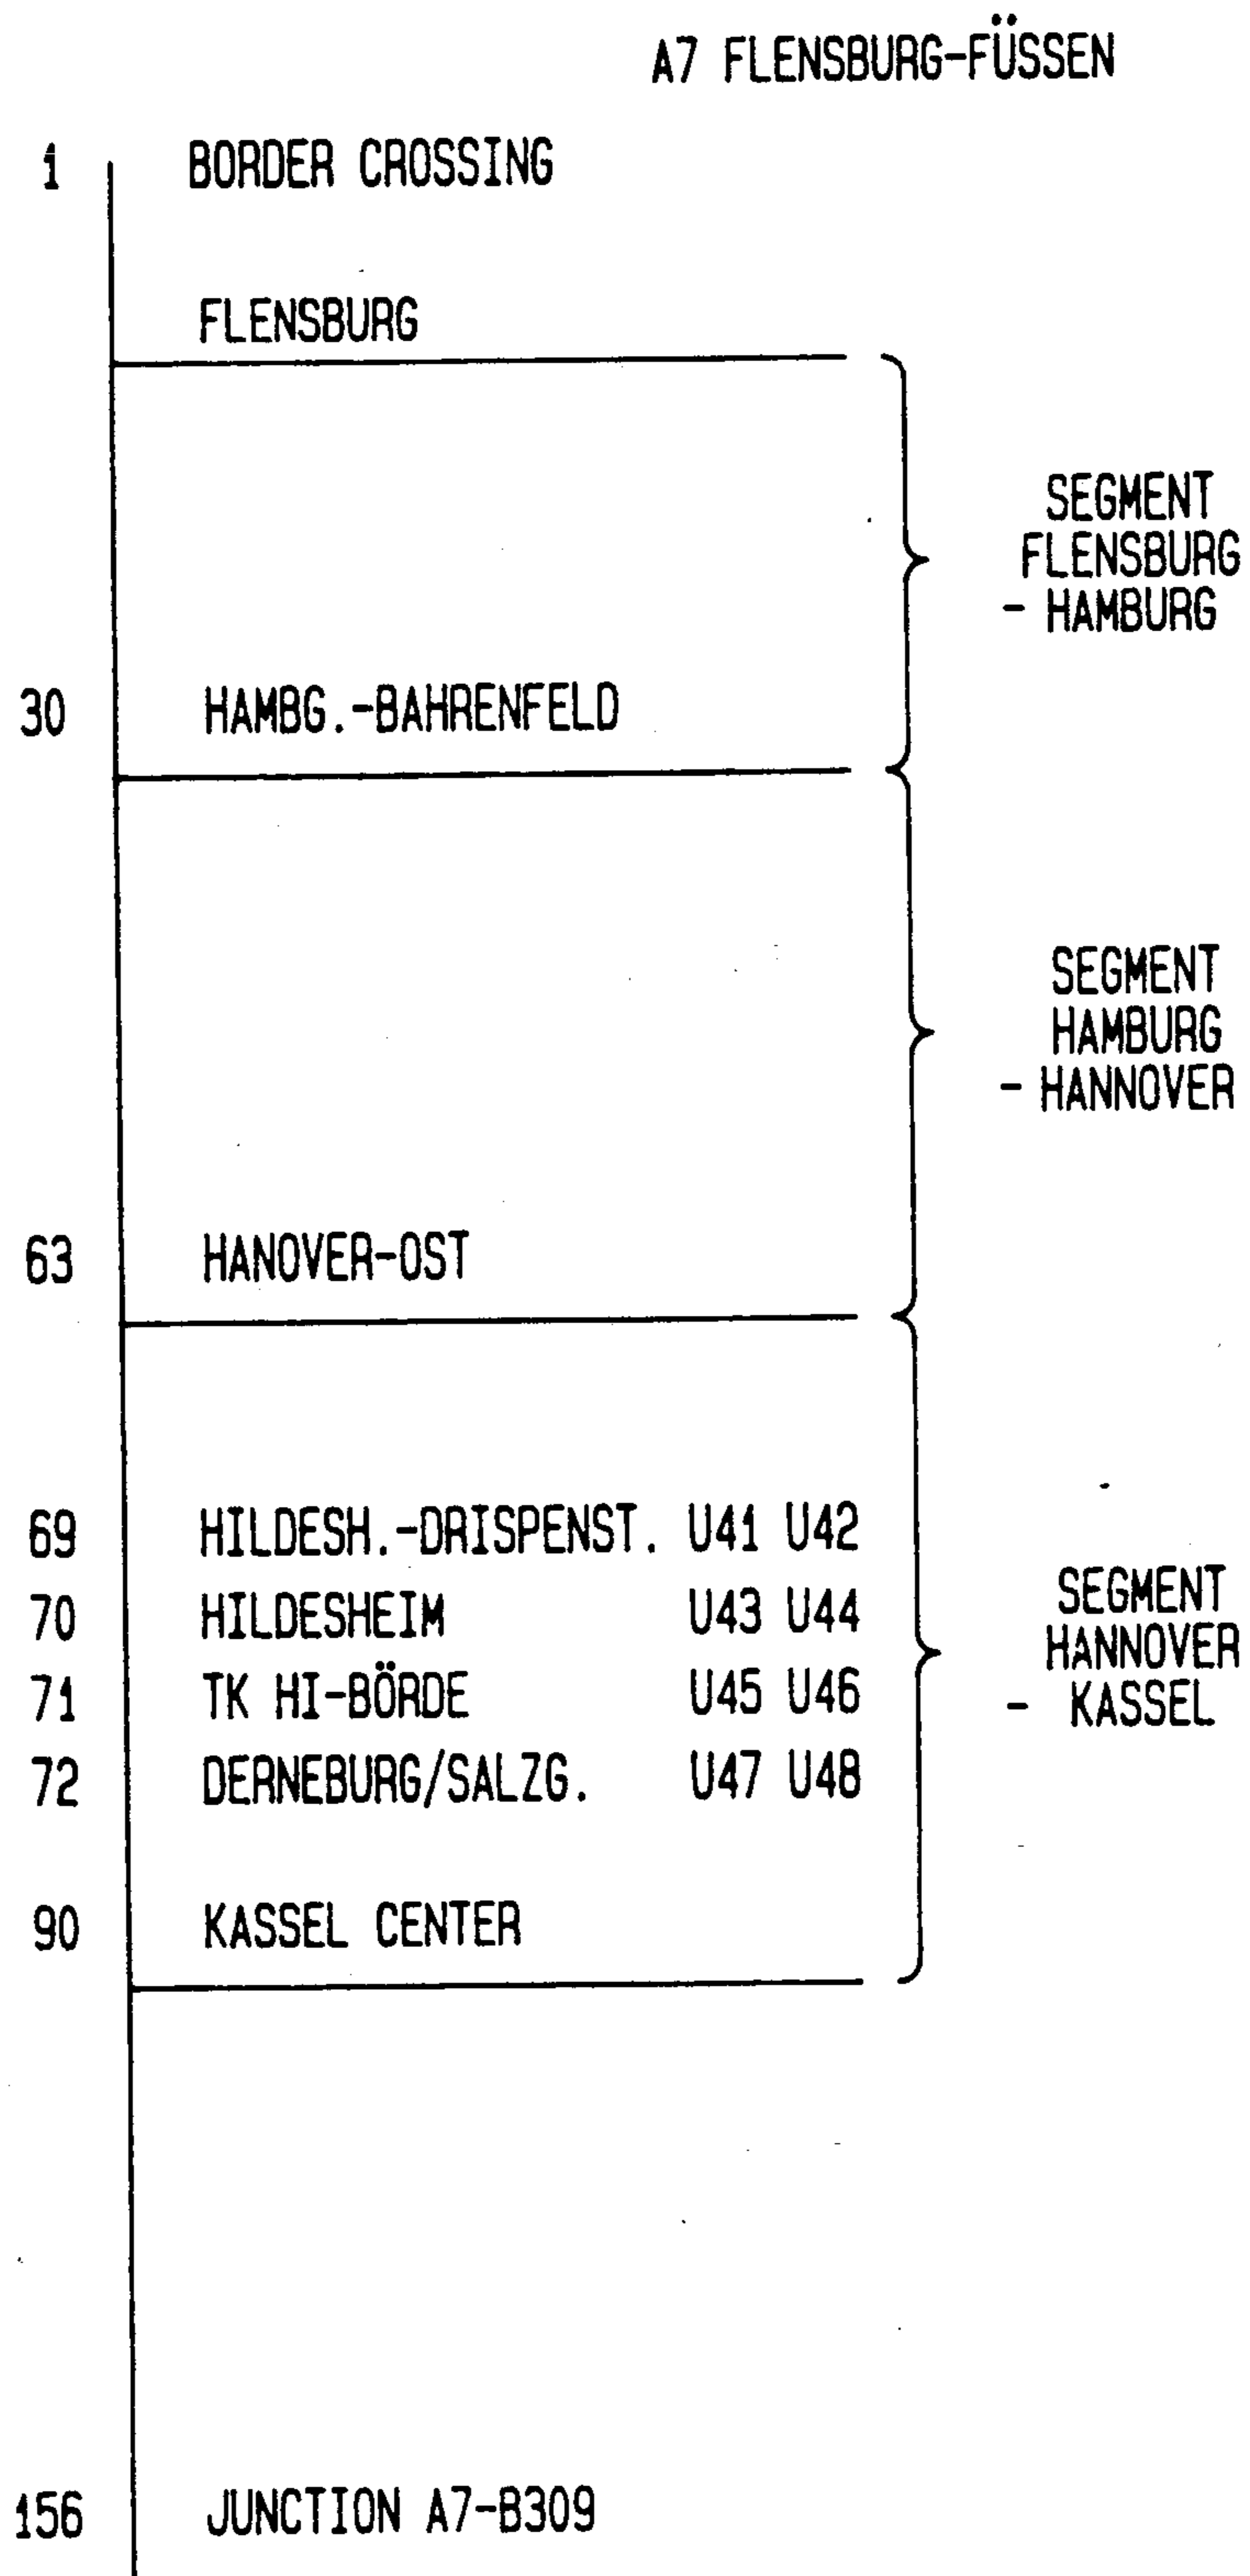 A7 FLENSBURG-FÜSSEN
1 BORDER CROSSING
FLENSBURG
SEGMENT
FLENSBURG
- HAMBURG
30 HAMBG.-BAHRENFELD
SEGMENT
HAMBURG
- HANNOVER
63 HANOVER-OST
69 HILDESH.-DRISPENST. U41 U42
70 HILDESHEIM U43 U44
71 TK HI-BÖRDE U45 U46
72 DERNEBURG/SALZG. U47 U48
SEGMENT
HANNOVER
- KASSEL
90 KASSEL CENTER
156 JUNCTION A7-B309